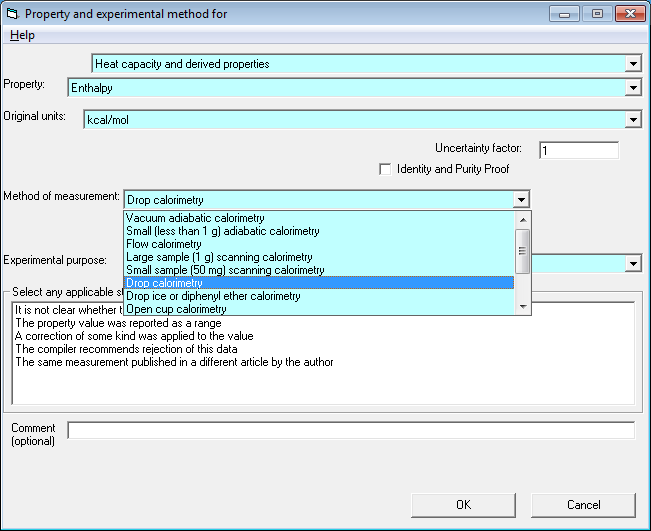 Property and experimental method for
Help
Heat capacity and derived properties
Property: Enthalpy
Original units: kcal/mol
Uncertainty factor: 1
Identity and Purity Proof
Method of measurement: Drop calorimetry
Vacuum adiabatic calorimetry
Small (less than 1 g) adiabatic calorimetry
Flow calorimetry
Large sample (1 g) scanning calorimetry
Experimental purpose:
Small sample (50 mg) scanning calorimetry
Drop calorimetry
Select any applicable st
Drop ice or diphenyl ether calorimetry
It is not clear whether t
Open cup calorimetry
The property value was reported as a range
A correction of some kind was applied to the value
The compiler recommends rejection of this data
The same measurement published in a different article by the author
Comment
(optional)
OK Cancel